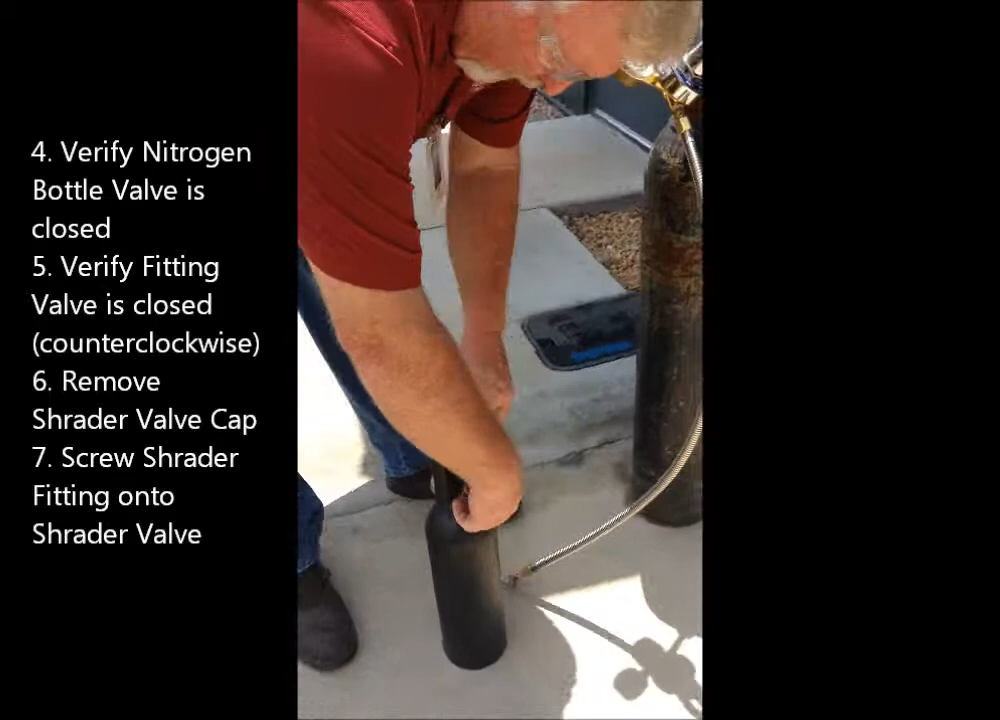 4. Verify Nitrogen
Bottle Valve is
closed
5. Verify Fitting
Valve is closed
(counterclockwise)
6. Remove
Shrader Valve Cap
7. Screw Shrader
Fitting onto
Shrader Valve